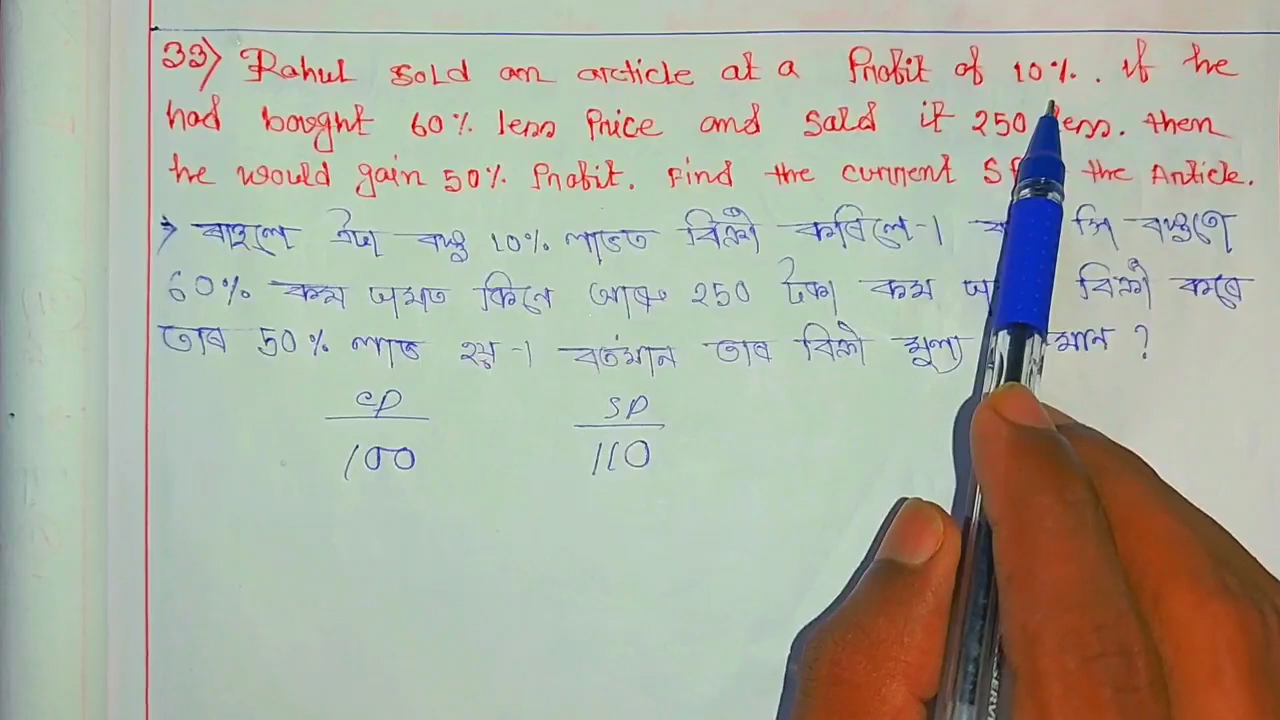 33) Rahul sold an article at a Profit of 10%. if he
had bought 60% less Price and sold it 250 less. then
he would gain 50% Profit. Find the current S the Article.
→ ৰাহুলে এটা বস্তু 10% লাভত বিক্ৰী কৰিলে। সি বস্তুতো
60% কম দামত কিনে আৰু 250 টকা কম বিক্ৰী কৰে
তাৰ 50% লাভ হয়। বৰ্তমান তাৰ বিক্ৰী মূল্য মান ?
CP SP
100 110